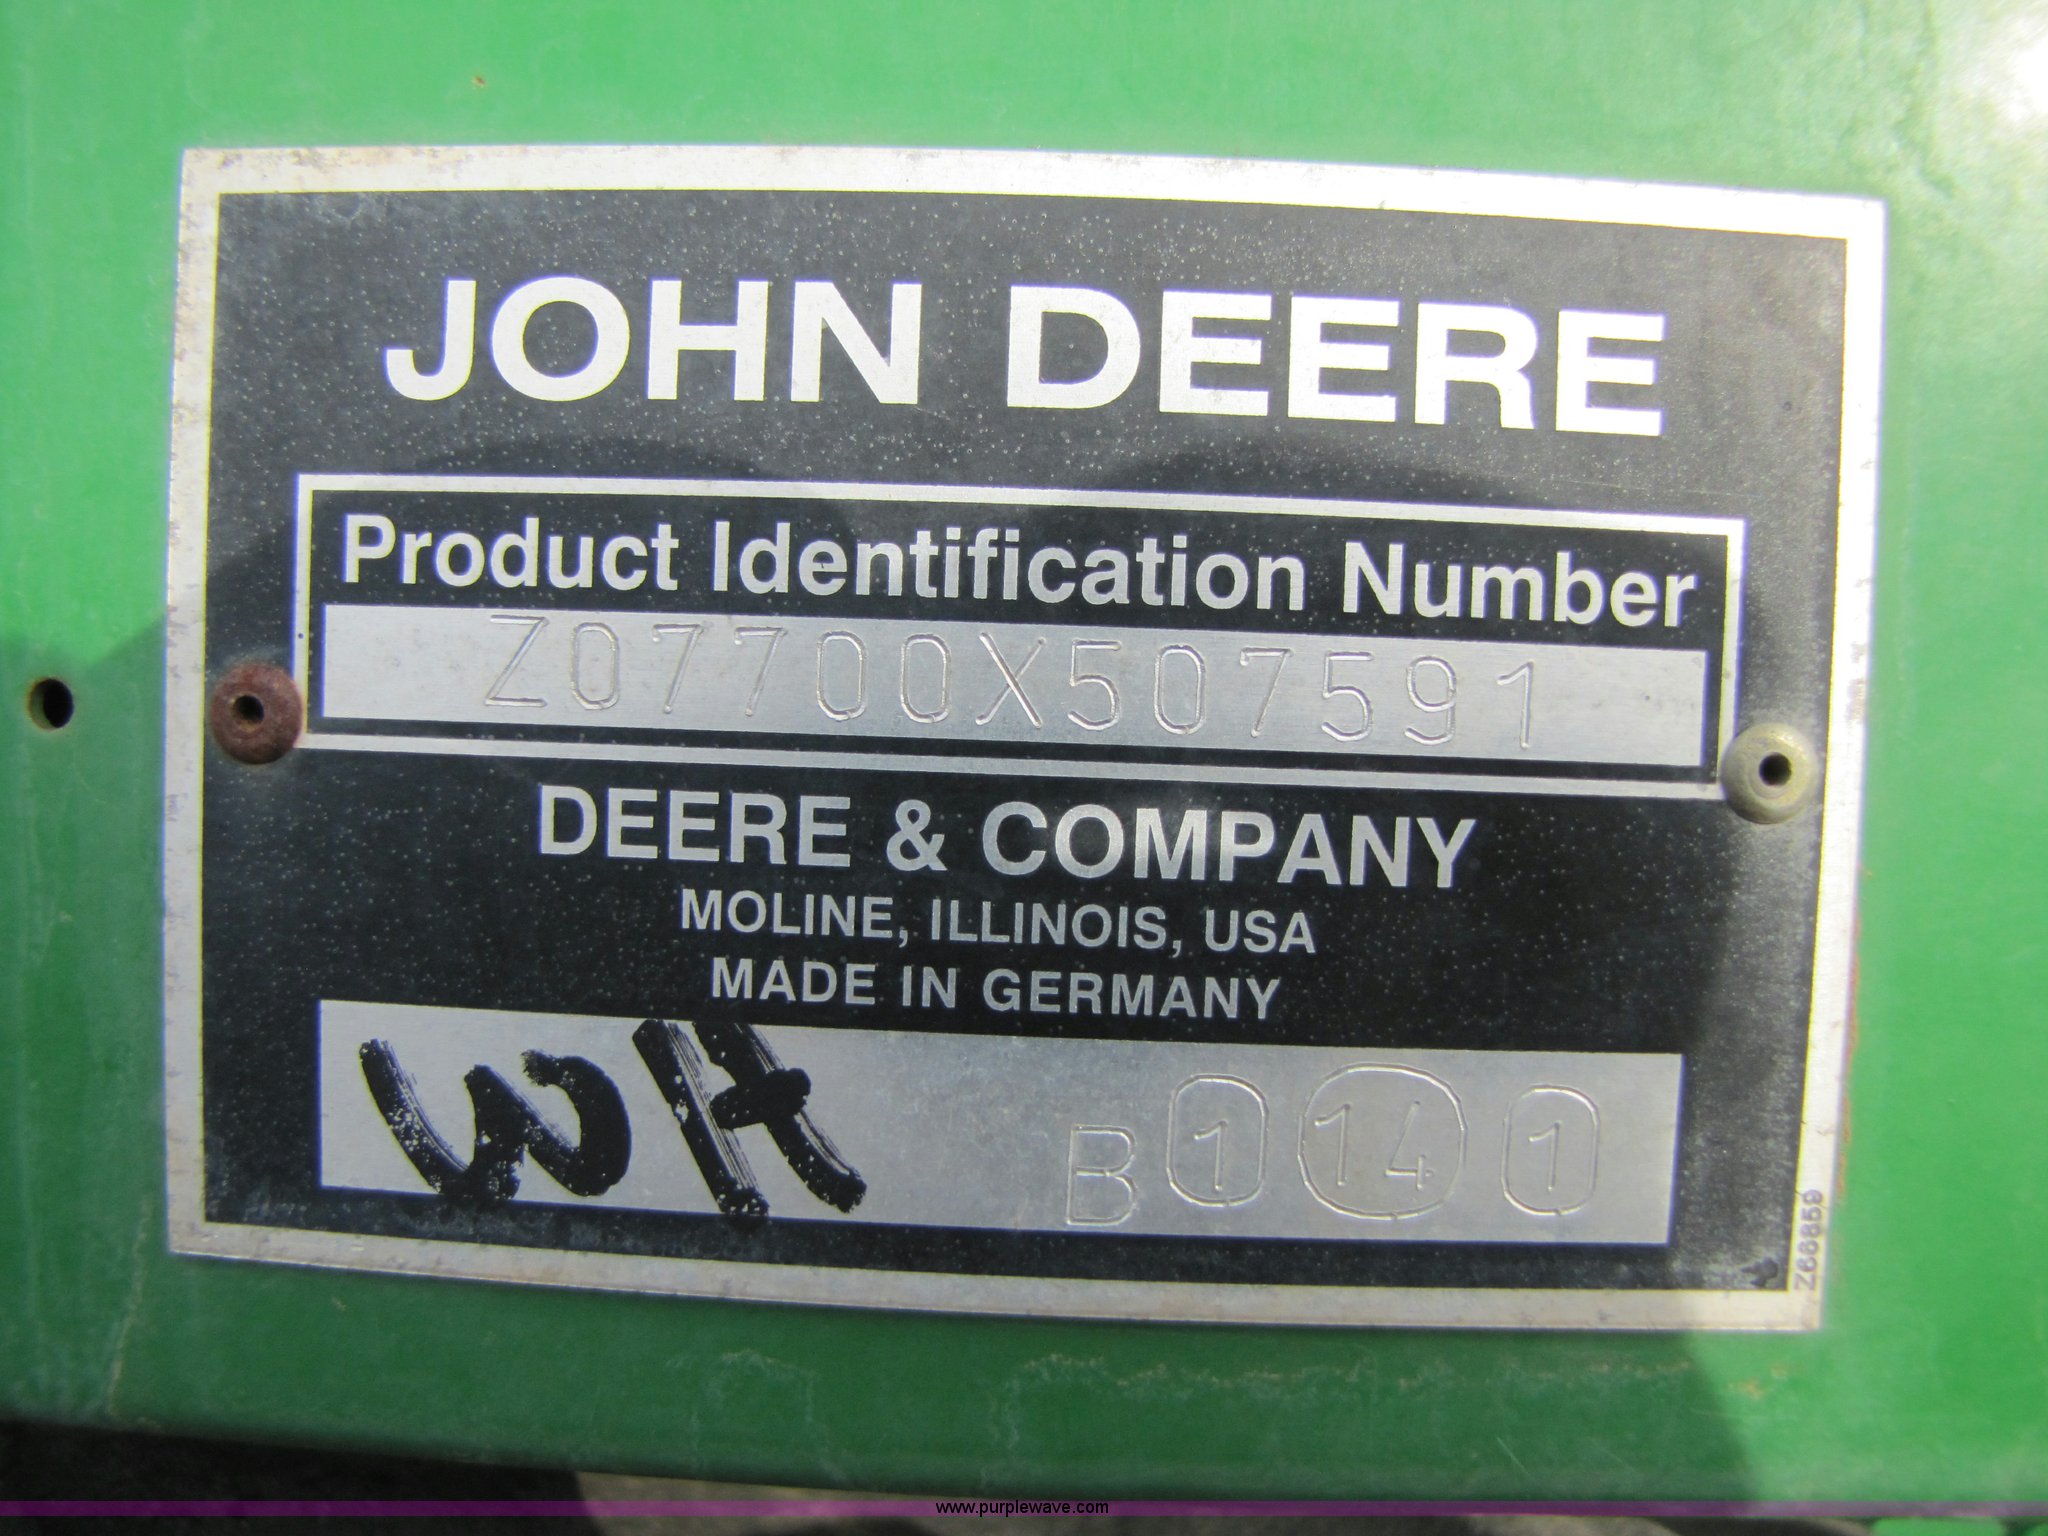 JOHN DEERE
Product Identification Number
Z07700X507591
DEERE & COMPANY
MOLINE, ILLINOIS, USA
MADE IN GERMANY
WH B 1 14 1
Z68859
www.purplewave.com